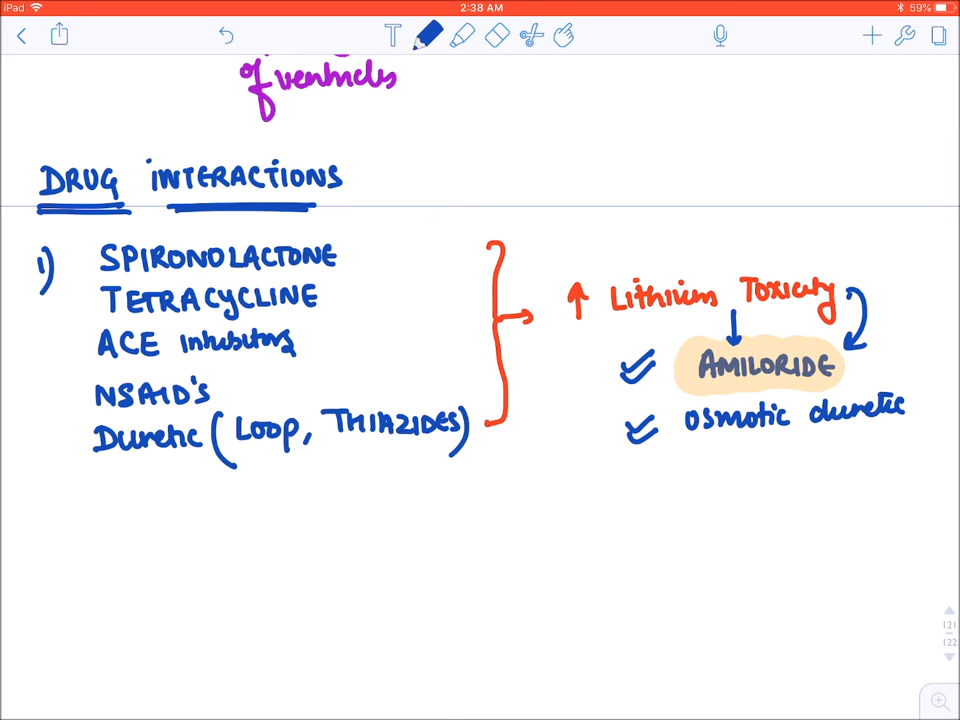 iPad 2:38 AM 59%
T
of ventricles
DRUG INTERACTIONS
1) SPIRONOLACTONE
TETRACYCLINE
ACE inhibitors
NSAID's
Diuretic (Loop, THIAZIDES)
↑ Lithium Toxicity
AMILORIDE
osmotic diuretic
121
122